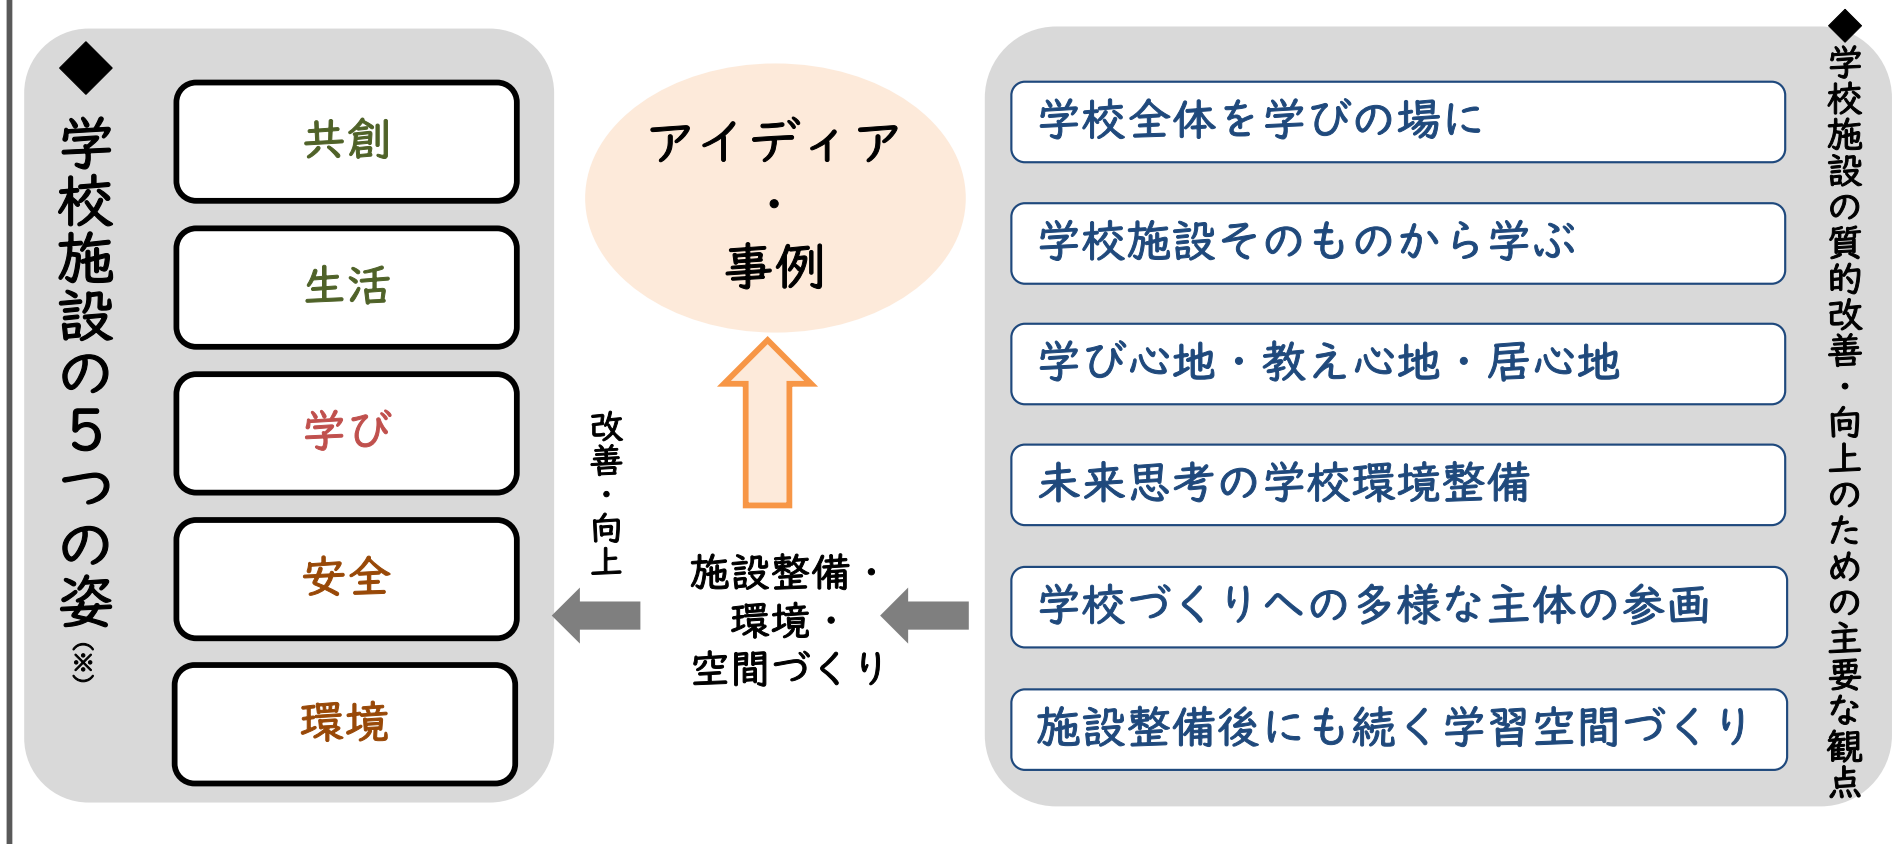 ◆学校施設の５つの姿（※）
共創
生活
学び
安全
環境
アイディア
・
事例
改善・向上
施設整備・
環境・
空間づくり
◆学校施設の質的改善・向上のための主要な観点
学校全体を学びの場に
学校施設そのものから学ぶ
学び心地・教え心地・居心地
未来思考の学校環境整備
学校づくりへの多様な主体の参画
施設整備後にも続く学習空間づくり